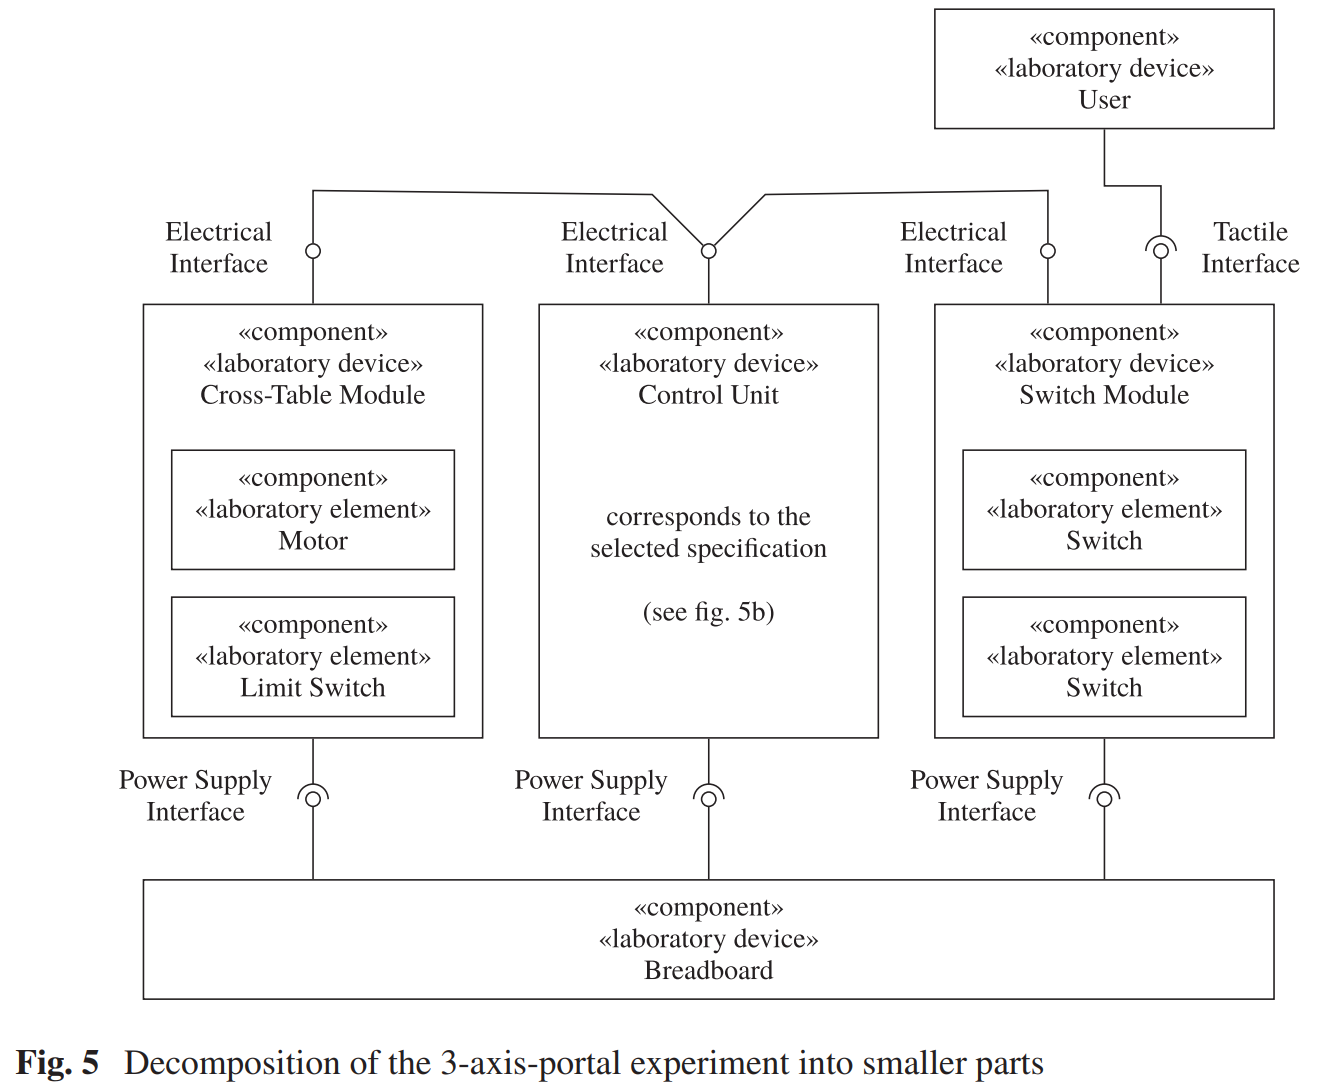 «component»
«laboratory device»
User
Electrical
Interface
Electrical
Interface
Electrical
Interface
Tactile
Interface
«component»
«laboratory device»
Cross-Table Module
«component»
«laboratory element»
Motor
«component»
«laboratory element»
Limit Switch
«component»
«laboratory device»
Control Unit
corresponds to the
selected specification
(see fig. 5b)
«component»
«laboratory device»
Switch Module
«component»
«laboratory element»
Switch
«component»
«laboratory element»
Switch
Power Supply
Interface
Power Supply
Interface
Power Supply
Interface
«component»
«laboratory device»
Breadboard
Fig. 5 Decomposition of the 3-axis-portal experiment into smaller parts